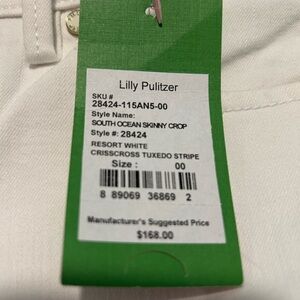 Lilly Pulitzer
SKU #
28424-115AN5-00
Style Name:
SOUTH OCEAN SKINNY CROP
Style #: 28424
RESORT WHITE
CRISSCROSS TUXEDO STRIPE
Size : 00
8 89069 36869 2
Manufacturer's Suggested Price
$168.00